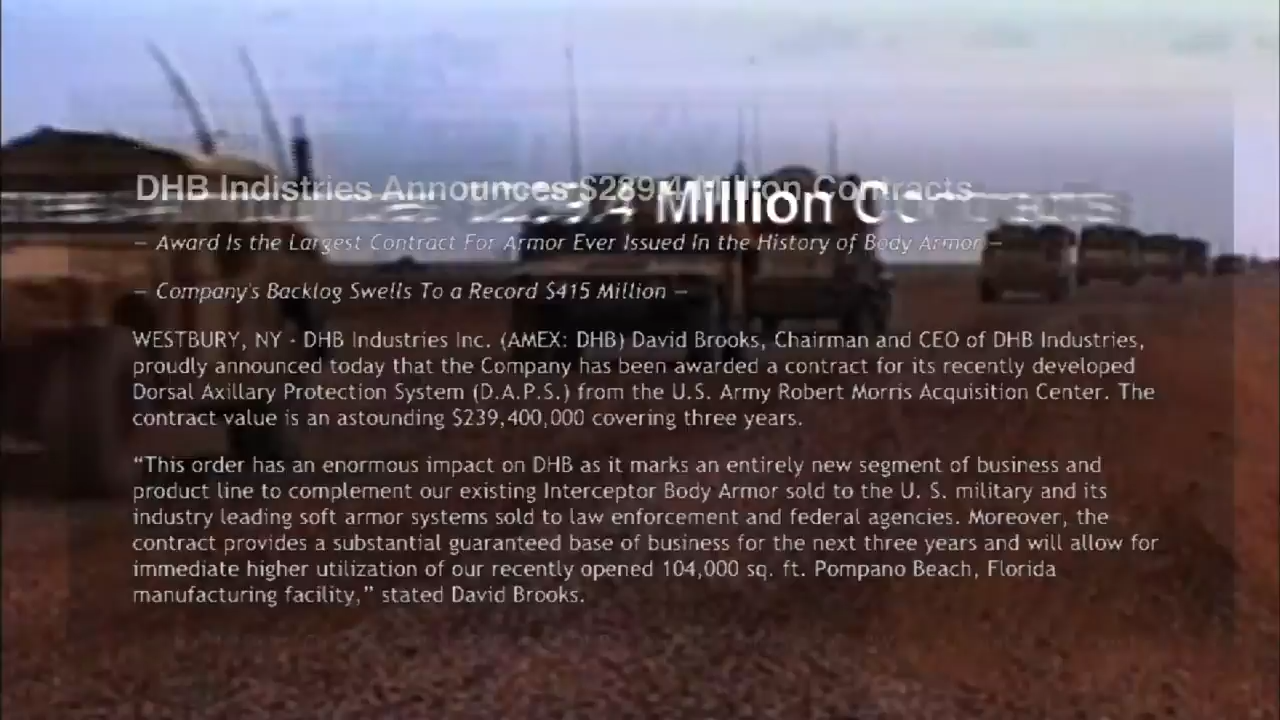 DHB Indistries Announces $289.4 Million Contracts
Million
— Award Is the Largest Contract For Armor Ever Issued In the History of Body Armor —
— Company's Backlog Swells To a Record $415 Million —
WESTBURY, NY - DHB Industries Inc. (AMEX: DHB) David Brooks, Chairman and CEO of DHB Industries,
proudly announced today that the Company has been awarded a contract for its recently developed
Dorsal Axillary Protection System (D.A.P.S.) from the U.S. Army Robert Morris Acquisition Center. The
contract value is an astounding $239,400,000 covering three years.
“This order has an enormous impact on DHB as it marks an entirely new segment of business and
product line to complement our existing Interceptor Body Armor sold to the U. S. military and its
industry leading soft armor systems sold to law enforcement and federal agencies. Moreover, the
contract provides a substantial guaranteed base of business for the next three years and will allow for
immediate higher utilization of our recently opened 104,000 sq. ft. Pompano Beach, Florida
manufacturing facility,” stated David Brooks.